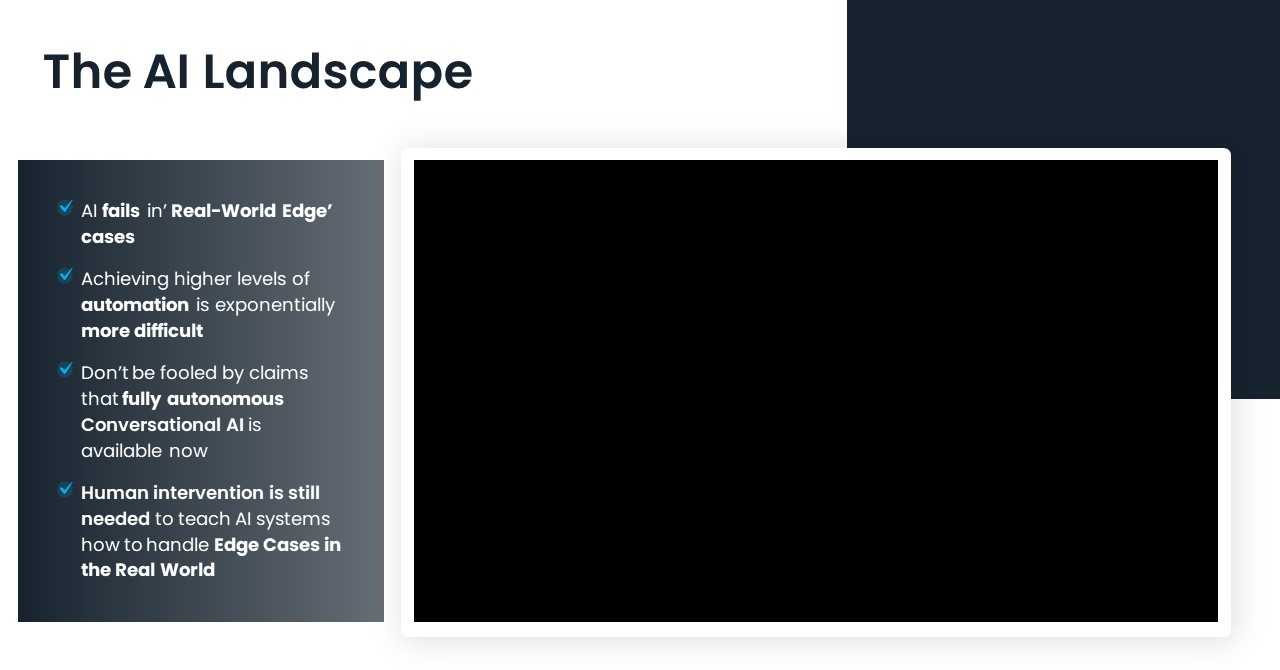 The AI Landscape
AI fails in’ Real-World Edge’
cases
Achieving higher levels of
automation is exponentially
more difficult
Don’t be fooled by claims
that fully autonomous
Conversational AI is
available now
Human intervention is still
needed to teach AI systems
how to handle Edge Cases in
the Real World